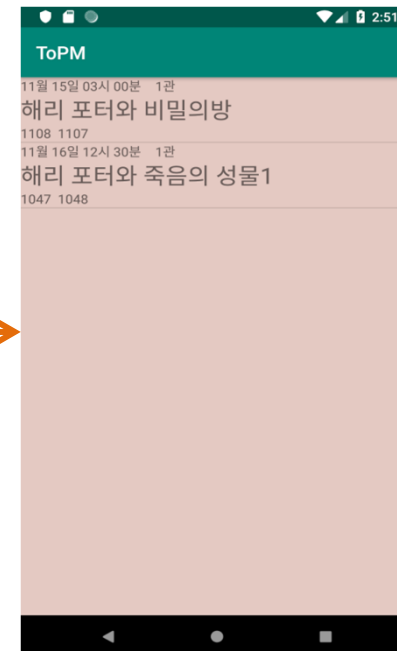 2:51
ToPM
11월 15일 03시 00분 1관
해리 포터와 비밀의방
1108 1107
11월 16일 12시 30분 1관
해리 포터와 죽음의 성물1
1047 1048